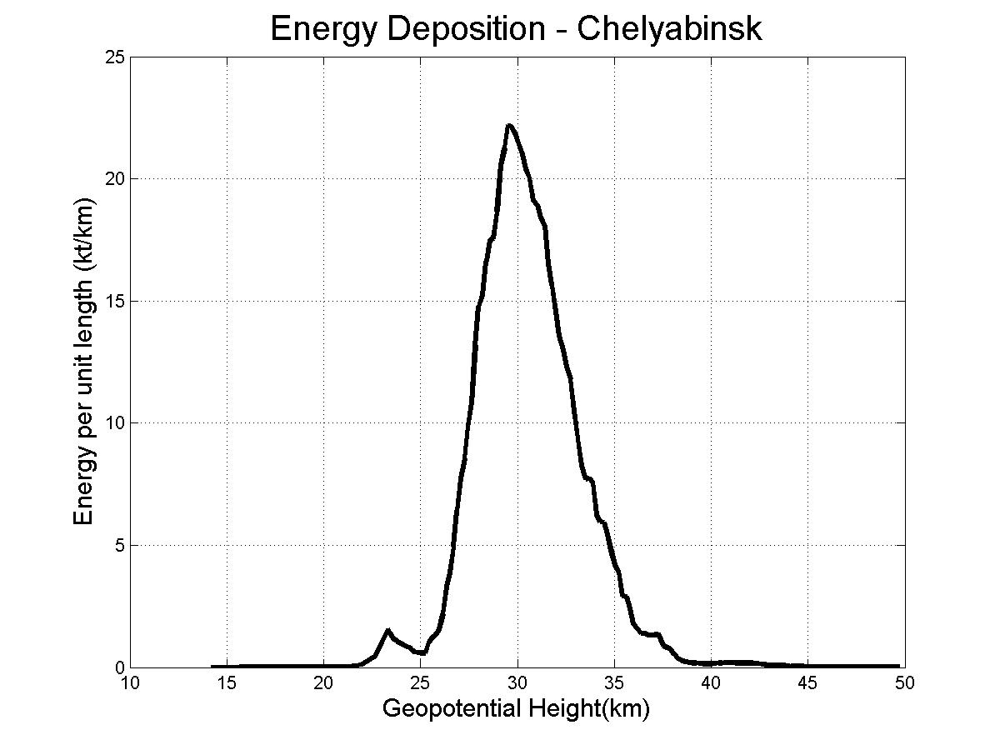 Energy Deposition - Chelyabinsk
25
20
15
10
5
0
Energy per unit length (kt/km)
10 15 20 25 30 35 40 45 50
Geopotential Height(km)